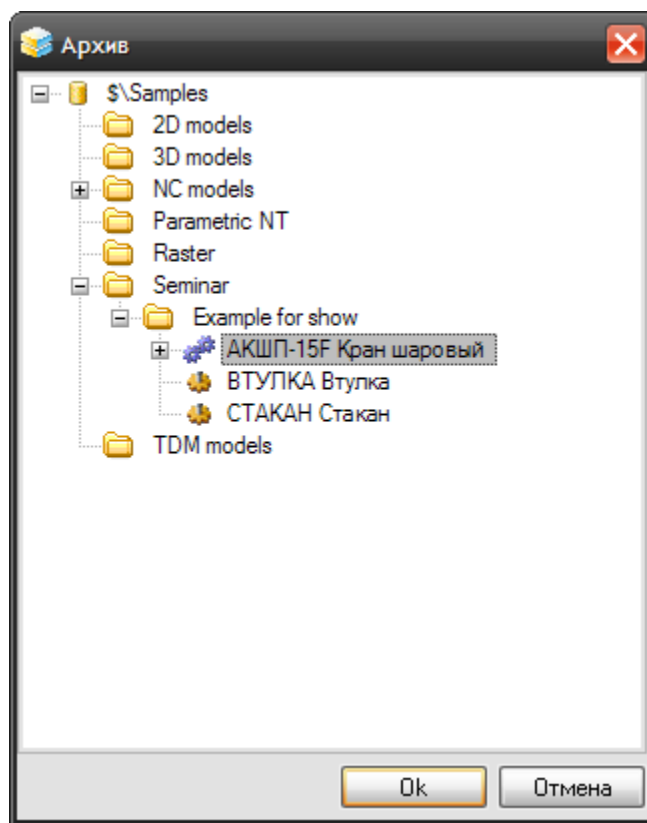 Архив
$\Samples
2D models
3D models
NC models
Parametric NT
Raster
Seminar
Example for show
АКШП-15F Кран шаровый
ВТУЛКА Втулка
СТАКАН Стакан
TDM models
Ok Отмена